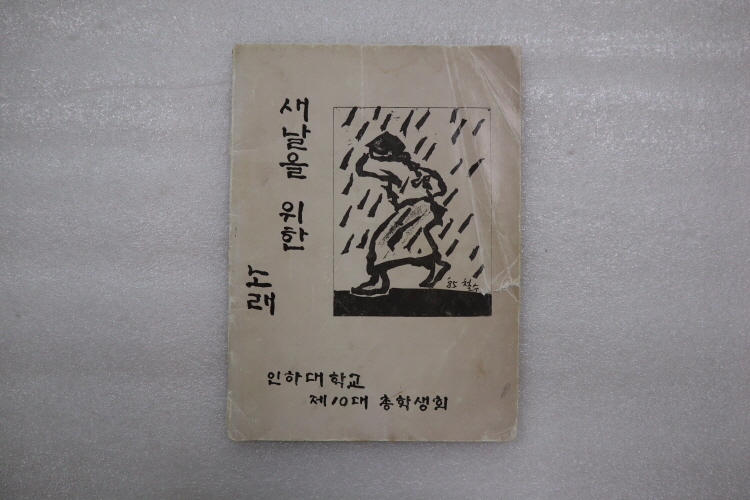 새날을 위한
노래
'85 철수
인하대학교
제10대 총학생회